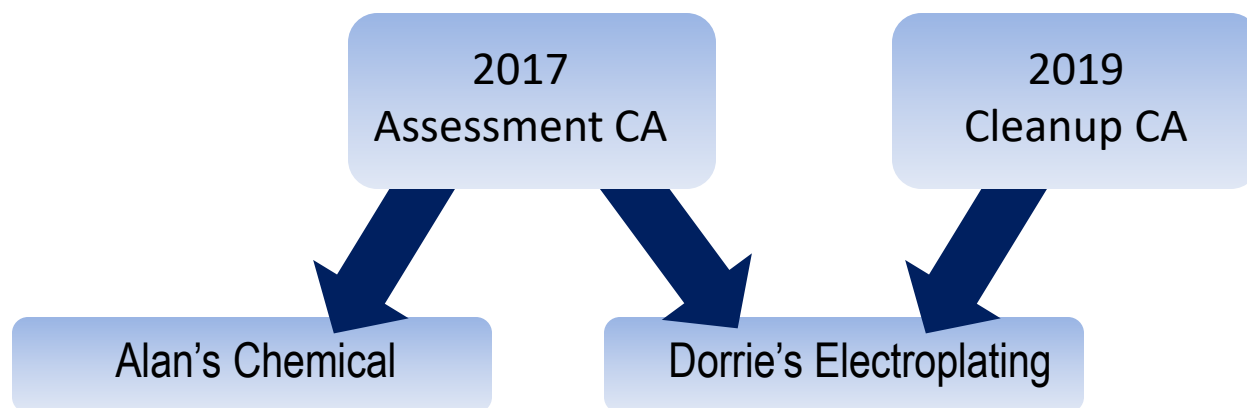 2017
Assessment CA
2019
Cleanup CA
Alan’s Chemical
Dorrie’s Electroplating